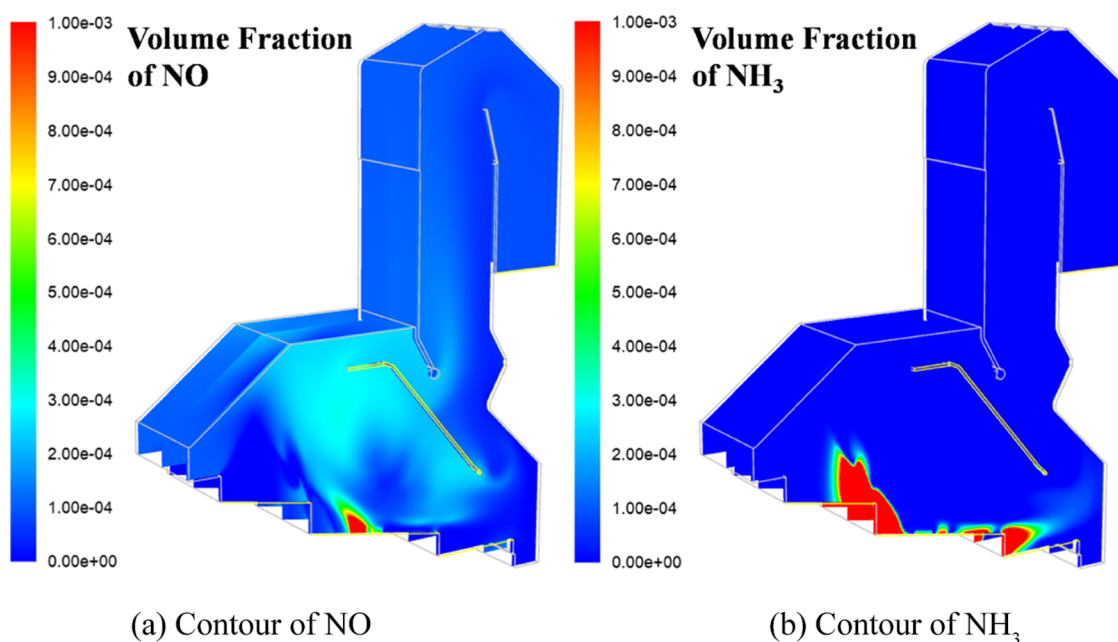 1.00e-03
9.00e-04
8.00e-04
7.00e-04
6.00e-04
5.00e-04
4.00e-04
3.00e-04
2.00e-04
1.00e-04
0.00e+00
Volume Fraction
of NO
1.00e-03
9.00e-04
8.00e-04
7.00e-04
6.00e-04
5.00e-04
4.00e-04
3.00e-04
2.00e-04
1.00e-04
0.00e+00
Volume Fraction
of NH₃
(a) Contour of NO
(b) Contour of NH₃